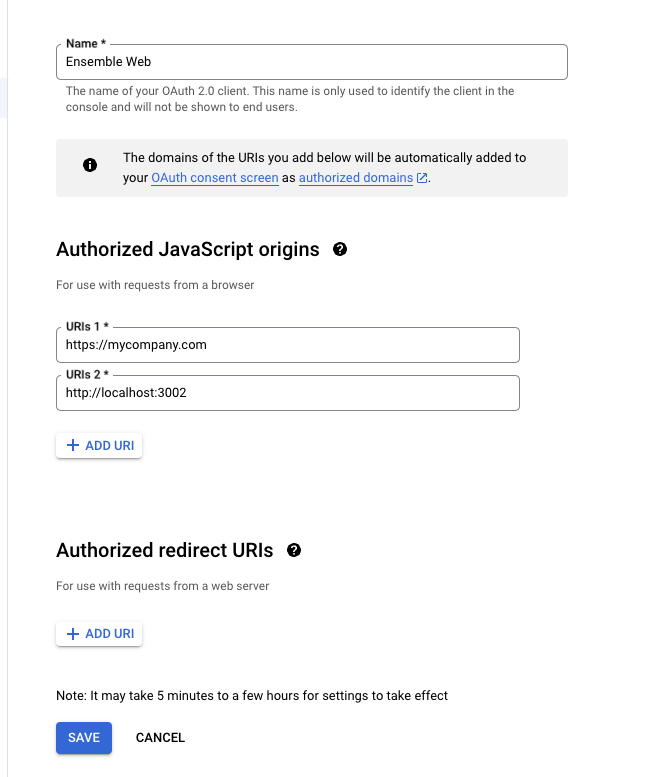 Name *
Ensemble Web
The name of your OAuth 2.0 client. This name is only used to identify the client in the
console and will not be shown to end users.
The domains of the URIs you add below will be automatically added to
your OAuth consent screen as authorized domains.
Authorized JavaScript origins
For use with requests from a browser
URIs 1 *
https://mycompany.com
URIs 2 *
http://localhost:3002
ADD URI
Authorized redirect URIs
For use with requests from a web server
ADD URI
Note: It may take 5 minutes to a few hours for settings to take effect
SAVE CANCEL